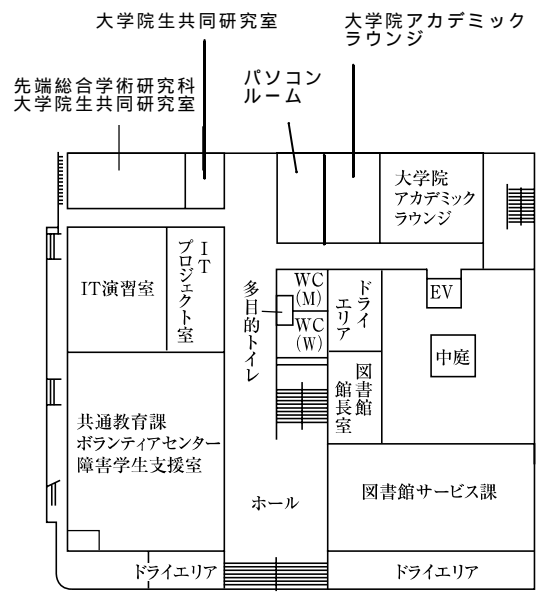 大学院生共同研究室
大学院アカデミック
ラウンジ
先端総合学術研究科
大学院生共同研究室
パソコン
ルーム
大学院
アカデミック
ラウンジ
IT演習室
IT
プロジェクト室
多目的トイレ
WC
(M)
WC
(W)
ドライ
エリア
EV
中庭
図書館
館長室
共通教育課
ボランティアセンター
障害学生支援室
ホール
図書館サービス課
ドライエリア
ドライエリア